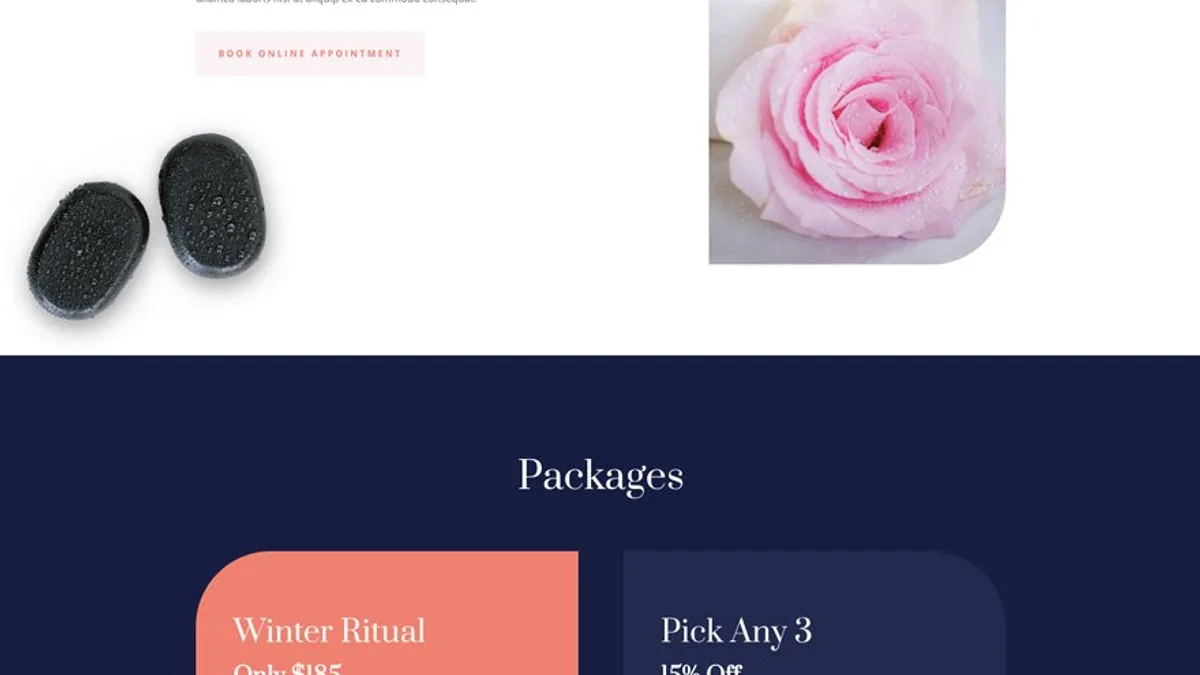 ullamco laboris nisi ut aliquip ex ea commodo consequat.
BOOK ONLINE APPOINTMENT
Packages
Winter Ritual
Pick Any 3
Only $185
15% Off